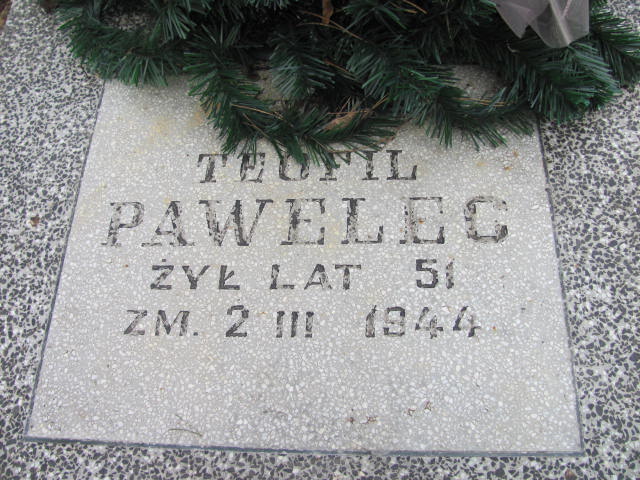 TEOFIL
PAWELEC
ŻYŁ LAT 51
ZM. 2 III 1944